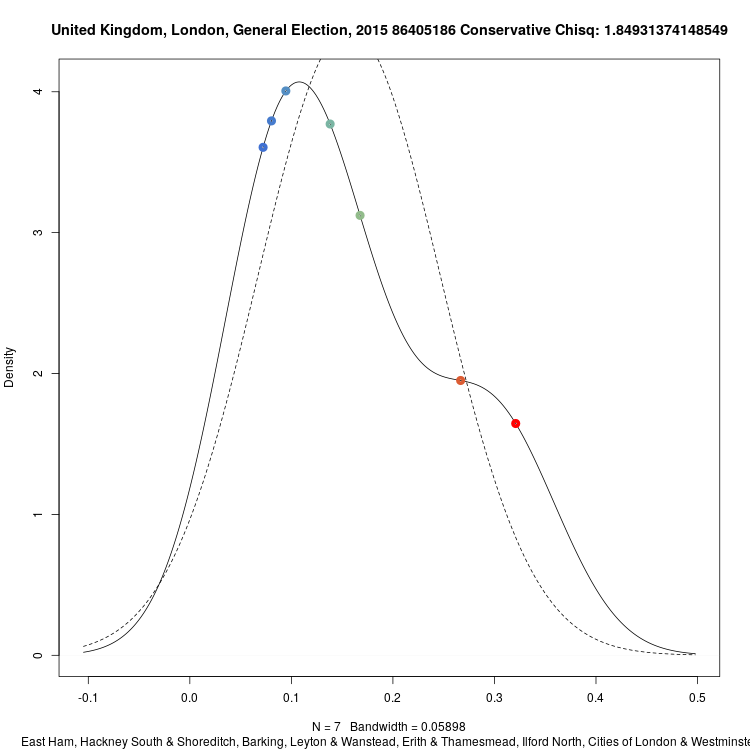 United Kingdom, London, General Election, 2015 86405186 Conservative Chisq: 1.84931374148549
Density
4
3
2
1
0
-0.1 0.0 0.1 0.2 0.3 0.4 0.5
N = 7 Bandwidth = 0.05898
East Ham, Hackney South & Shoreditch, Barking, Leyton & Wanstead, Erith & Thamesmead, Ilford North, Cities of London & Westminste